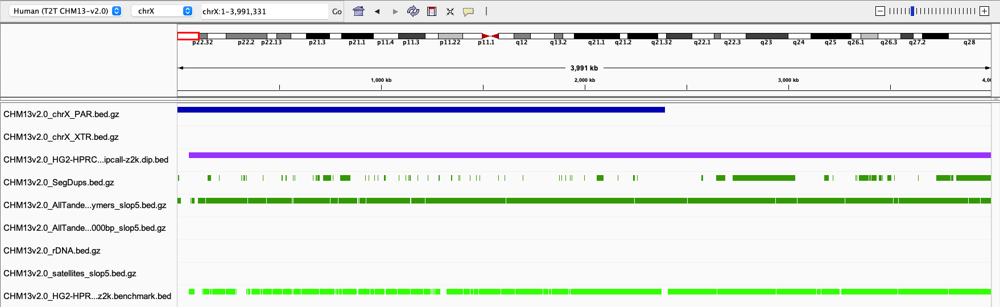 Human (T2T CHM13-v2.0) chrX chrX:1-3,991,331 Go
p22.32 p22.2 p22.13 p21.3 p21.1 p11.4 p11.3 p11.22 p11.1 q12 q13.2 q21.1 q21.2 q21.32 q22.1 q22.3 q23 q24 q25 q26.1 q26.3 q27.2 q28
3,991 kb
1,000 kb 2,000 kb 3,000 kb 4,0
CHM13v2.0_chrX_PAR.bed.gz
CHM13v2.0_chrX_XTR.bed.gz
CHM13v2.0_HG2-HPRC...ipcall-z2k.dip.bed
CHM13v2.0_SegDups.bed.gz
CHM13v2.0_AllTande...ymers_slop5.bed.gz
CHM13v2.0_AllTande...000bp_slop5.bed.gz
CHM13v2.0_rDNA.bed.gz
CHM13v2.0_satellites_slop5.bed.gz
CHM13v2.0_HG2-HPR...z2k.benchmark.bed